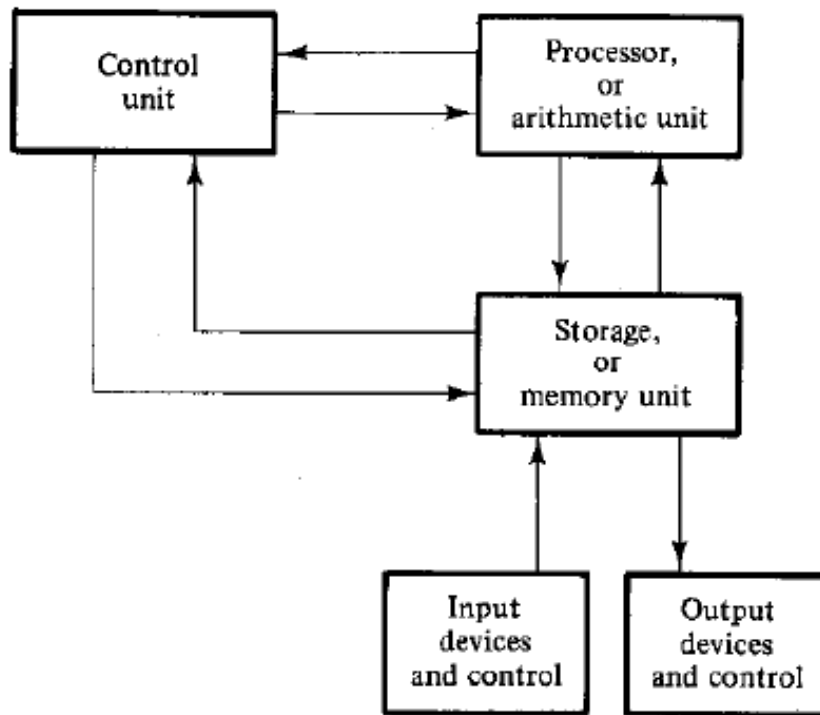 Control
unit
Processor,
or
arithmetic unit
Storage,
or
memory unit
Input
devices
and control
Output
devices
and control